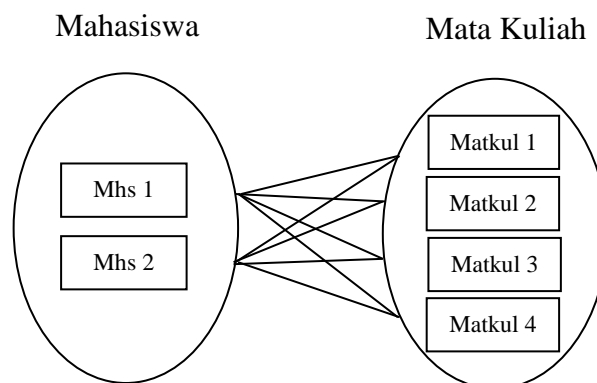 Mahasiswa
Mata Kuliah
Mhs 1
Mhs 2
Matkul 1
Matkul 2
Matkul 3
Matkul 4